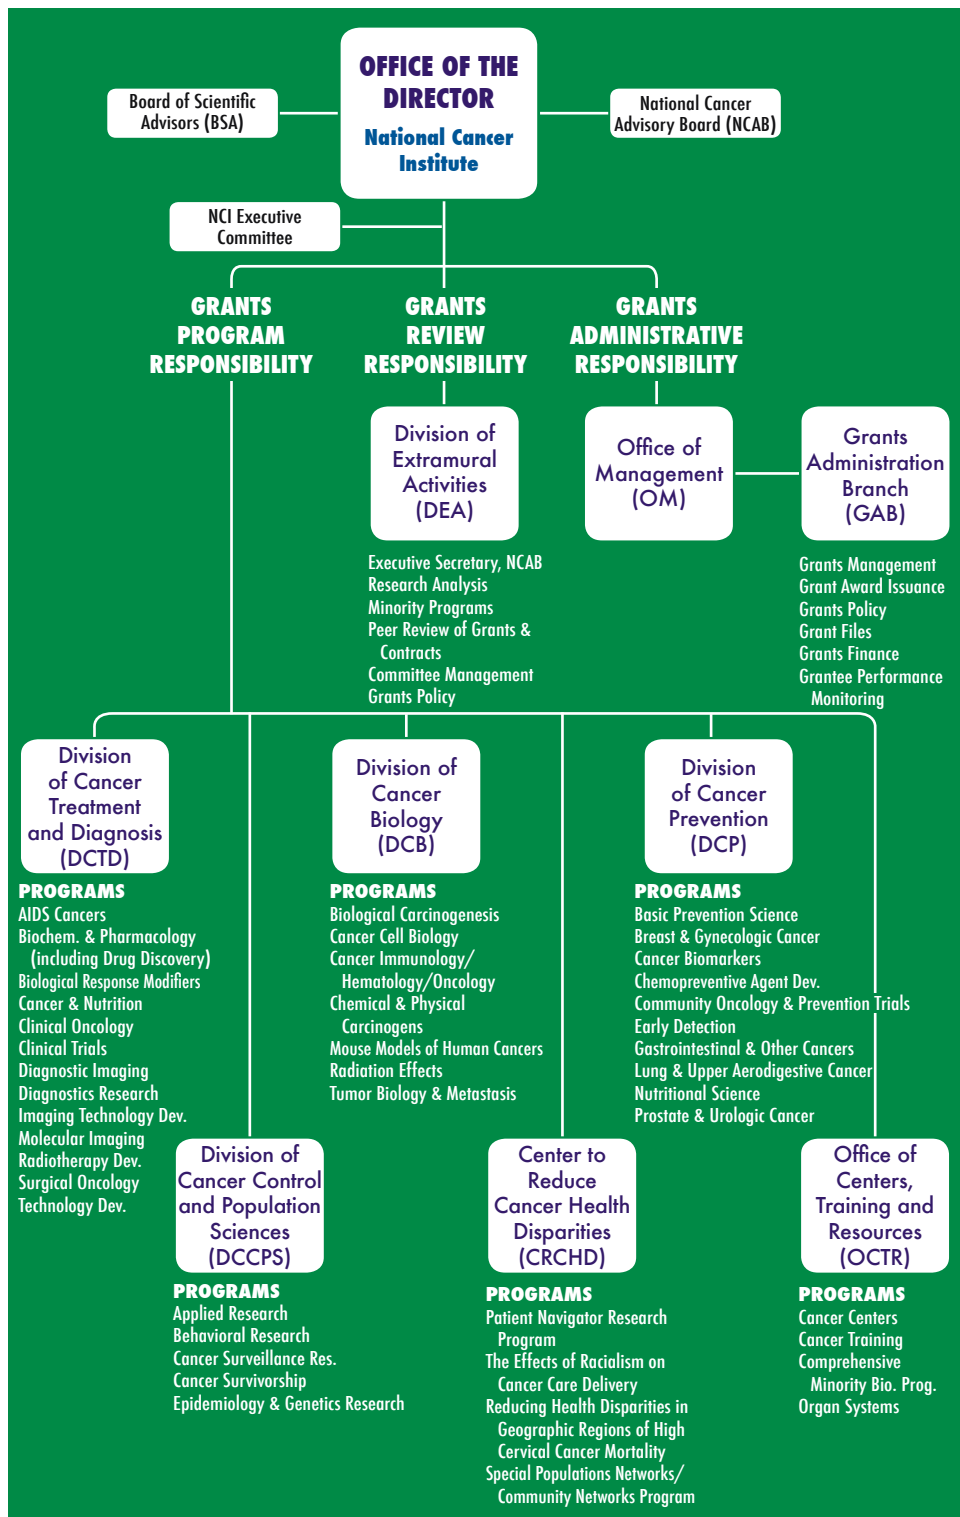 OFFICE OF THE
DIRECTOR
National Cancer
Institute
Board of Scientific
Advisors (BSA)
National Cancer
Advisory Board (NCAB)
NCI Executive
Committee
GRANTS
PROGRAM
RESPONSIBILITY
GRANTS
REVIEW
RESPONSIBILITY
GRANTS
ADMINISTRATIVE
RESPONSIBILITY
Division of
Extramural
Activities
(DEA)
Executive Secretary, NCAB
Research Analysis
Minority Programs
Peer Review of Grants &
Contracts
Committee Management
Grants Policy
Office of
Management
(OM)
Grants
Administration
Branch
(GAB)
Grants Management
Grant Award Issuance
Grants Policy
Grant Files
Grants Finance
Grantee Performance
Monitoring
Division
of Cancer
Treatment
and Diagnosis
(DCTD)
PROGRAMS
AIDS Cancers
Biochem. & Pharmacology
(including Drug Discovery)
Biological Response Modifiers
Cancer & Nutrition
Clinical Oncology
Clinical Trials
Diagnostic Imaging
Diagnostics Research
Imaging Technology Dev.
Molecular Imaging
Radiotherapy Dev.
Surgical Oncology
Technology Dev.
Division of
Cancer
Biology
(DCB)
PROGRAMS
Biological Carcinogenesis
Cancer Cell Biology
Cancer Immunology/
Hematology/Oncology
Chemical & Physical
Carcinogens
Mouse Models of Human Cancers
Radiation Effects
Tumor Biology & Metastasis
Division
of Cancer
Prevention
(DCP)
PROGRAMS
Basic Prevention Science
Breast & Gynecologic Cancer
Cancer Biomarkers
Chemopreventive Agent Dev.
Community Oncology & Prevention Trials
Early Detection
Gastrointestinal & Other Cancers
Lung & Upper Aerodigestive Cancer
Nutritional Science
Prostate & Urologic Cancer
Division of
Cancer Control
and Population
Sciences
(DCCPS)
PROGRAMS
Applied Research
Behavioral Research
Cancer Surveillance Res.
Cancer Survivorship
Epidemiology & Genetics Research
Center to
Reduce
Cancer Health
Disparities
(CRCHD)
PROGRAMS
Patient Navigator Research
Program
The Effects of Racialism on
Cancer Care Delivery
Reducing Health Disparities in
Geographic Regions of High
Cervical Cancer Mortality
Special Populations Networks/
Community Networks Program
Office of
Centers,
Training and
Resources
(OCTR)
PROGRAMS
Cancer Centers
Cancer Training
Comprehensive
Minority Bio. Prog.
Organ Systems